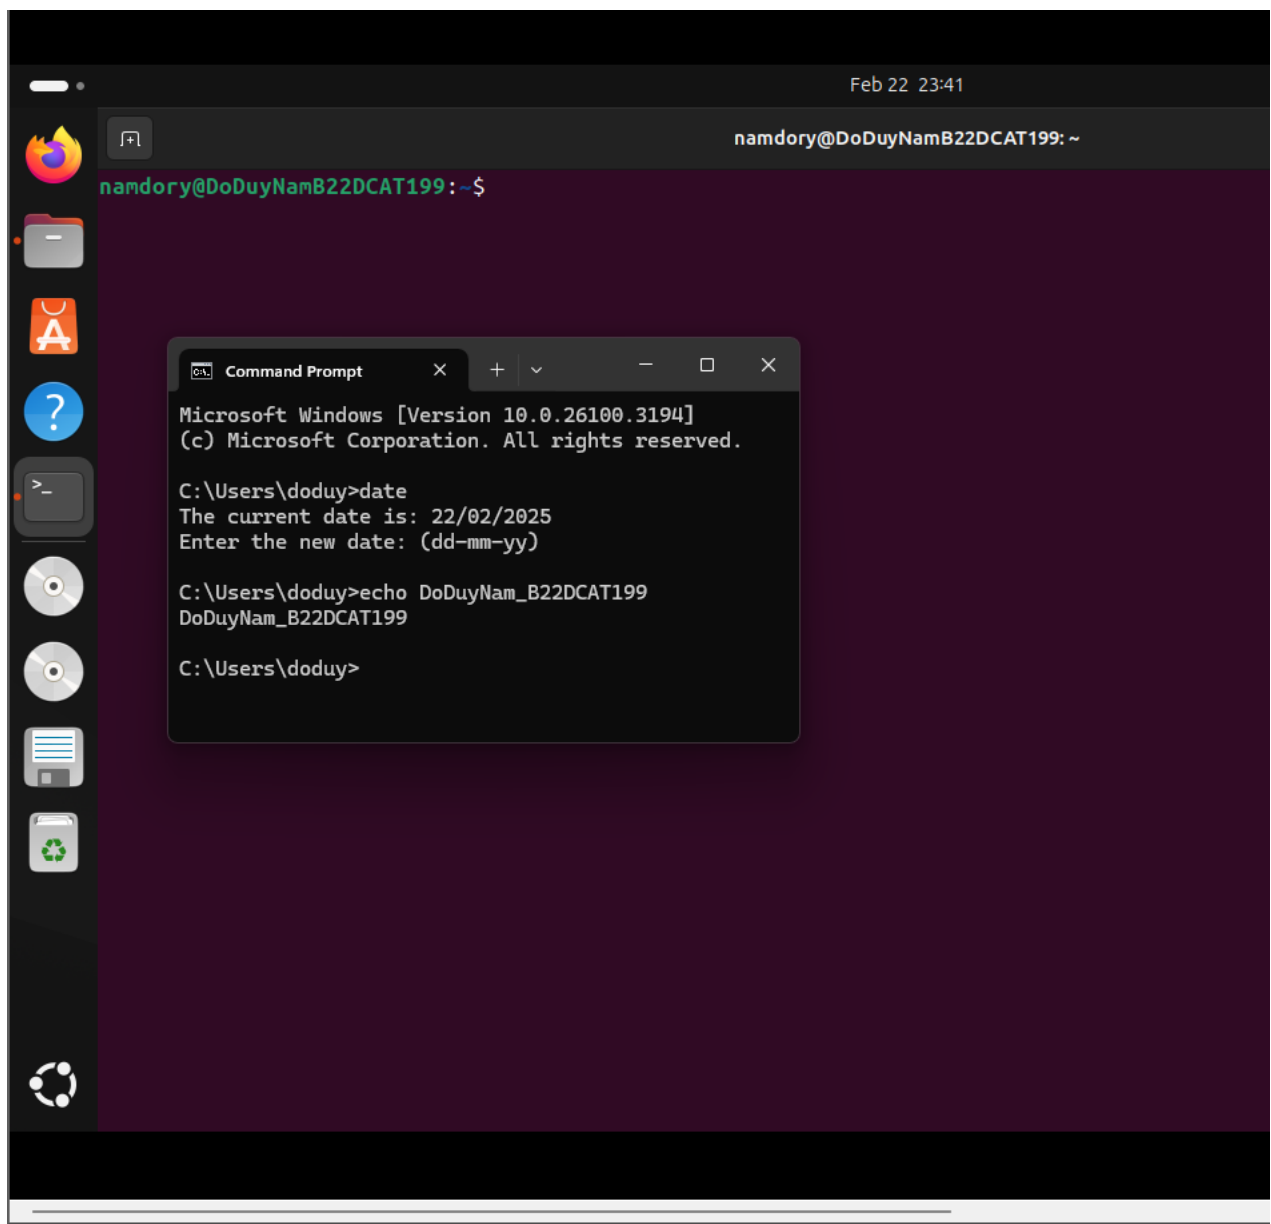 Feb 22 23:41
namdory@DoDuyNamB22DCAT199: ~
namdory@DoDuyNamB22DCAT199:~$
Command Prompt
Microsoft Windows [Version 10.0.26100.3194]
(c) Microsoft Corporation. All rights reserved.
C:\Users\doduy>date
The current date is: 22/02/2025
Enter the new date: (dd-mm-yy)
C:\Users\doduy>echo DoDuyNam_B22DCAT199
DoDuyNam_B22DCAT199
C:\Users\doduy>